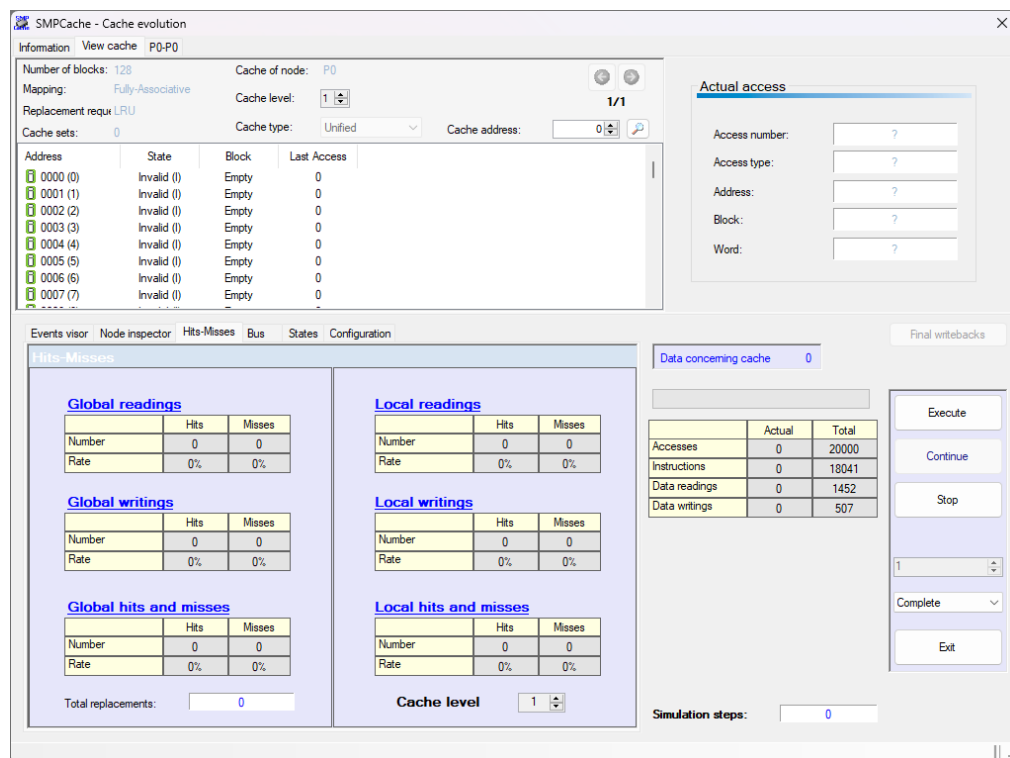 SMPCache - Cache evolution
Information View cache P0-P0
Number of blocks: 128 Cache of node: P0
Mapping: Fully-Associative Cache level: 1
1/1
Replacement reque LRU
Cache sets: 0 Cache type: Unified Cache address: 0
Address State Block Last Access
0000 (0) Invalid (I) Empty 0
0001 (1) Invalid (I) Empty 0
0002 (2) Invalid (I) Empty 0
0003 (3) Invalid (I) Empty 0
0004 (4) Invalid (I) Empty 0
0005 (5) Invalid (I) Empty 0
0006 (6) Invalid (I) Empty 0
0007 (7) Invalid (I) Empty 0
Actual access
Access number: ?
Access type: ?
Address: ?
Block: ?
Word: ?
Events visor Node inspector Hits-Misses Bus States Configuration
Hits-Misses
Global readings
Hits Misses
Number 0 0
Rate 0% 0%
Global writings
Hits Misses
Number 0 0
Rate 0% 0%
Global hits and misses
Hits Misses
Number 0 0
Rate 0% 0%
Total replacements: 0
Local readings
Hits Misses
Number 0 0
Rate 0% 0%
Local writings
Hits Misses
Number 0 0
Rate 0% 0%
Local hits and misses
Hits Misses
Number 0 0
Rate 0% 0%
Cache level 1
Data concerning cache 0
Actual Total
Accesses 0 20000
Instructions 0 18041
Data readings 0 1452
Data writings 0 507
Simulation steps: 0
Final writebacks
Execute
Continue
Stop
1
Complete
Exit